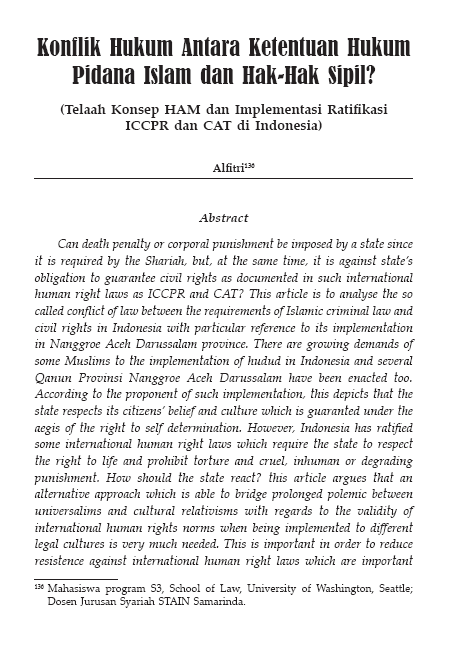 Konflik Hukum Antara Ketentuan Hukum
Pidana Islam dan Hak-Hak Sipil?
(Telaah Konsep HAM dan Implementasi Ratifikasi
ICCPR dan CAT di Indonesia)
Alfitri136
Abstract
Can death penalty or corporal punishment be imposed by a state since
it is required by the Shariah, but, at the same time, it is against state's
obligation to guarantee civil rights as documented in such international
human right laws as ICCPR and CAT? This article is to analyse the so
called conflict of law between the requirements of Islamic criminal law and
civil rights in Indonesia with particular reference to its implementation
in Nanggroe Aceh Darussalam province. There are growing demands of
some Muslims to the implementation of hudud in Indonesia and several
Qanun Provinsi Nanggroe Aceh Darussalam have been enacted too.
According to the proponent of such implementation, this depicts that the
state respects its citizens' belief and culture which is guaranteed under the
aegis of the right to self determination. However, Indonesia has ratified
some international human right laws which require the state to respect
the right to life and prohibit torture and cruel, inhuman or degrading
punishment. How should the state react? this article argues that an
alternative approach which is able to bridge prolonged polemic between
universalims and cultural relativisms with regards to the validity of
international human rights norms when being implemented to different
legal cultures is very much needed. This is important in order to reduce
resistence against international human right laws which are important
136 Mahasiswa program S3, School of Law, University of Washington, Seattle;
Dosen Jurusan Syariah STAIN Samarinda.